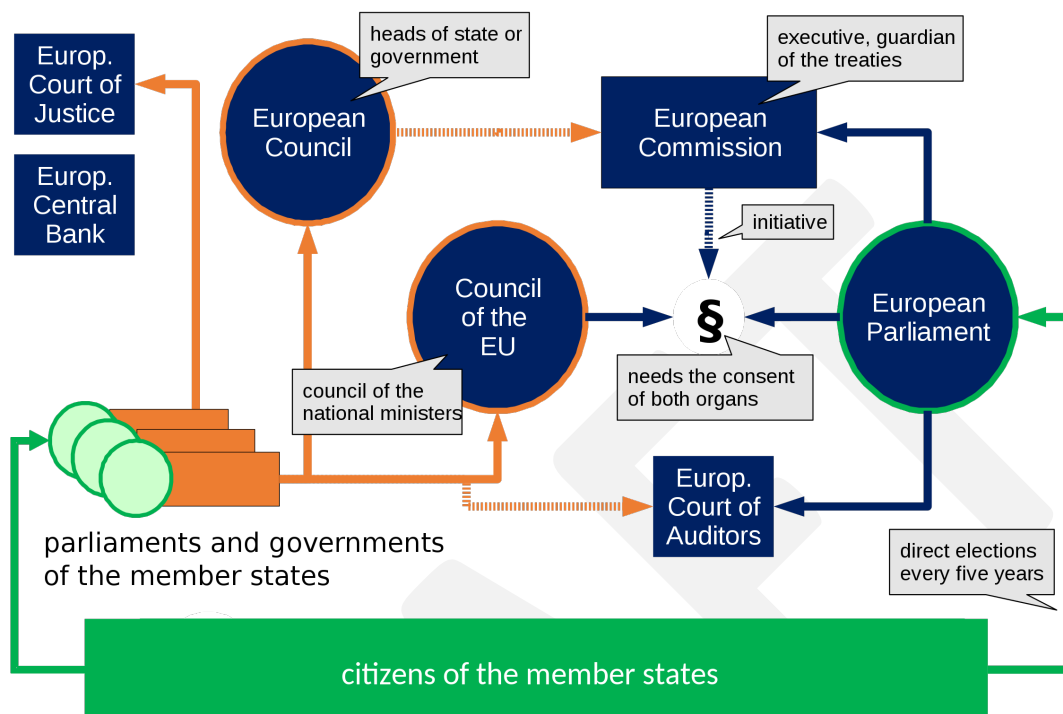 Europ.
Court of
Justice
heads of state or
government
European
Council
executive, guardian
of the treaties
European
Commission
Europ.
Central
Bank
initiative
Council
of the
EU
§
European
Parliament
council of the
national ministers
needs the consent
of both organs
Europ.
Court of
Auditors
parliaments and governments
of the member states
direct elections
every five years
citizens of the member states